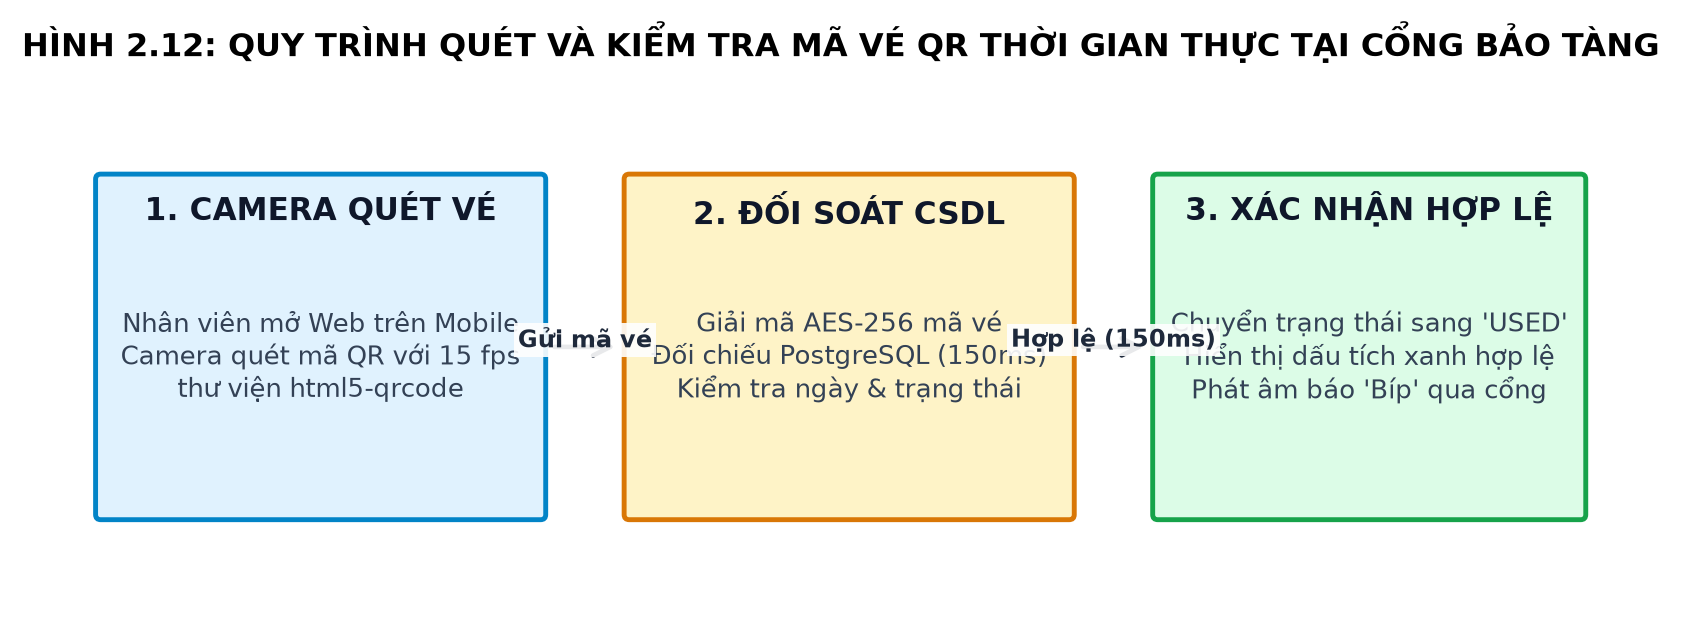 HÌNH 2.12: QUY TRÌNH QUÉT VÀ KIỂM TRA MÃ VÉ QR THỜI GIAN THỰC TẠI CỔNG BẢO TÀNG
1. CAMERA QUÉT VÉ
Nhân viên mở Web trên Mobile
Camera quét mã QR với 15 fps
thư viện html5-qrcode
Gửi mã vé
2. ĐỐI SOÁT CSDL
Giải mã AES-256 mã vé
Đối chiếu PostgreSQL (150ms)
Kiểm tra ngày & trạng thái
Hợp lệ (150ms)
3. XÁC NHẬN HỢP LỆ
Chuyển trạng thái sang 'USED'
Hiển thị dấu tích xanh hợp lệ
Phát âm báo 'Bíp' qua cổng